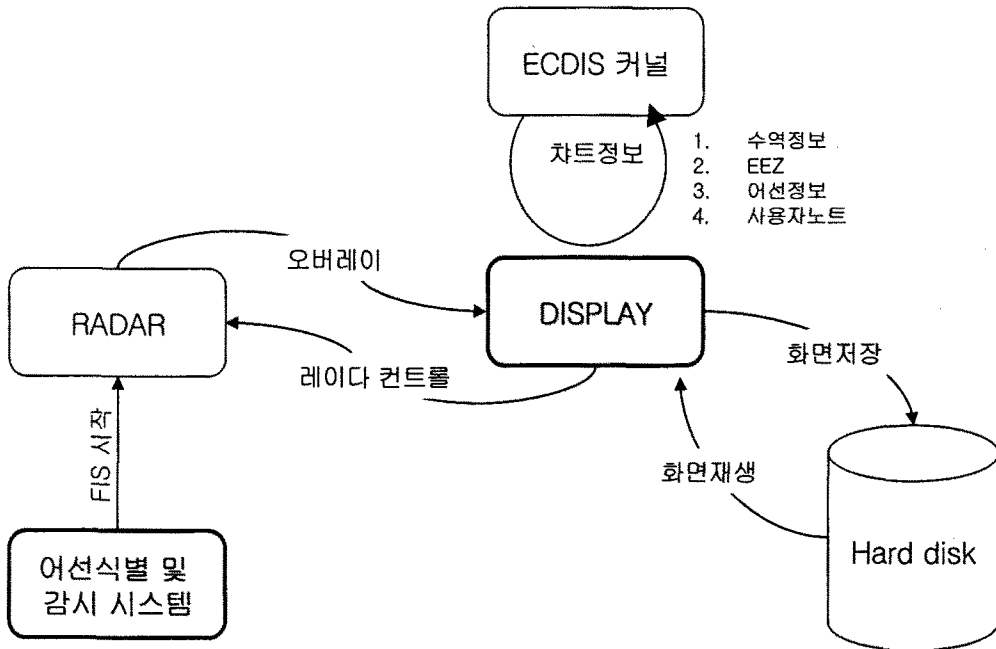 ECDIS 커널
챠트정보
1. 수역정보
2. EEZ
3. 어선정보
4. 사용자노트
오버레이
RADAR
DISPLAY
레이다 컨트롤
화면저장
FIS 시작
화면재생
어선식별 및
감시 시스템
Hard disk